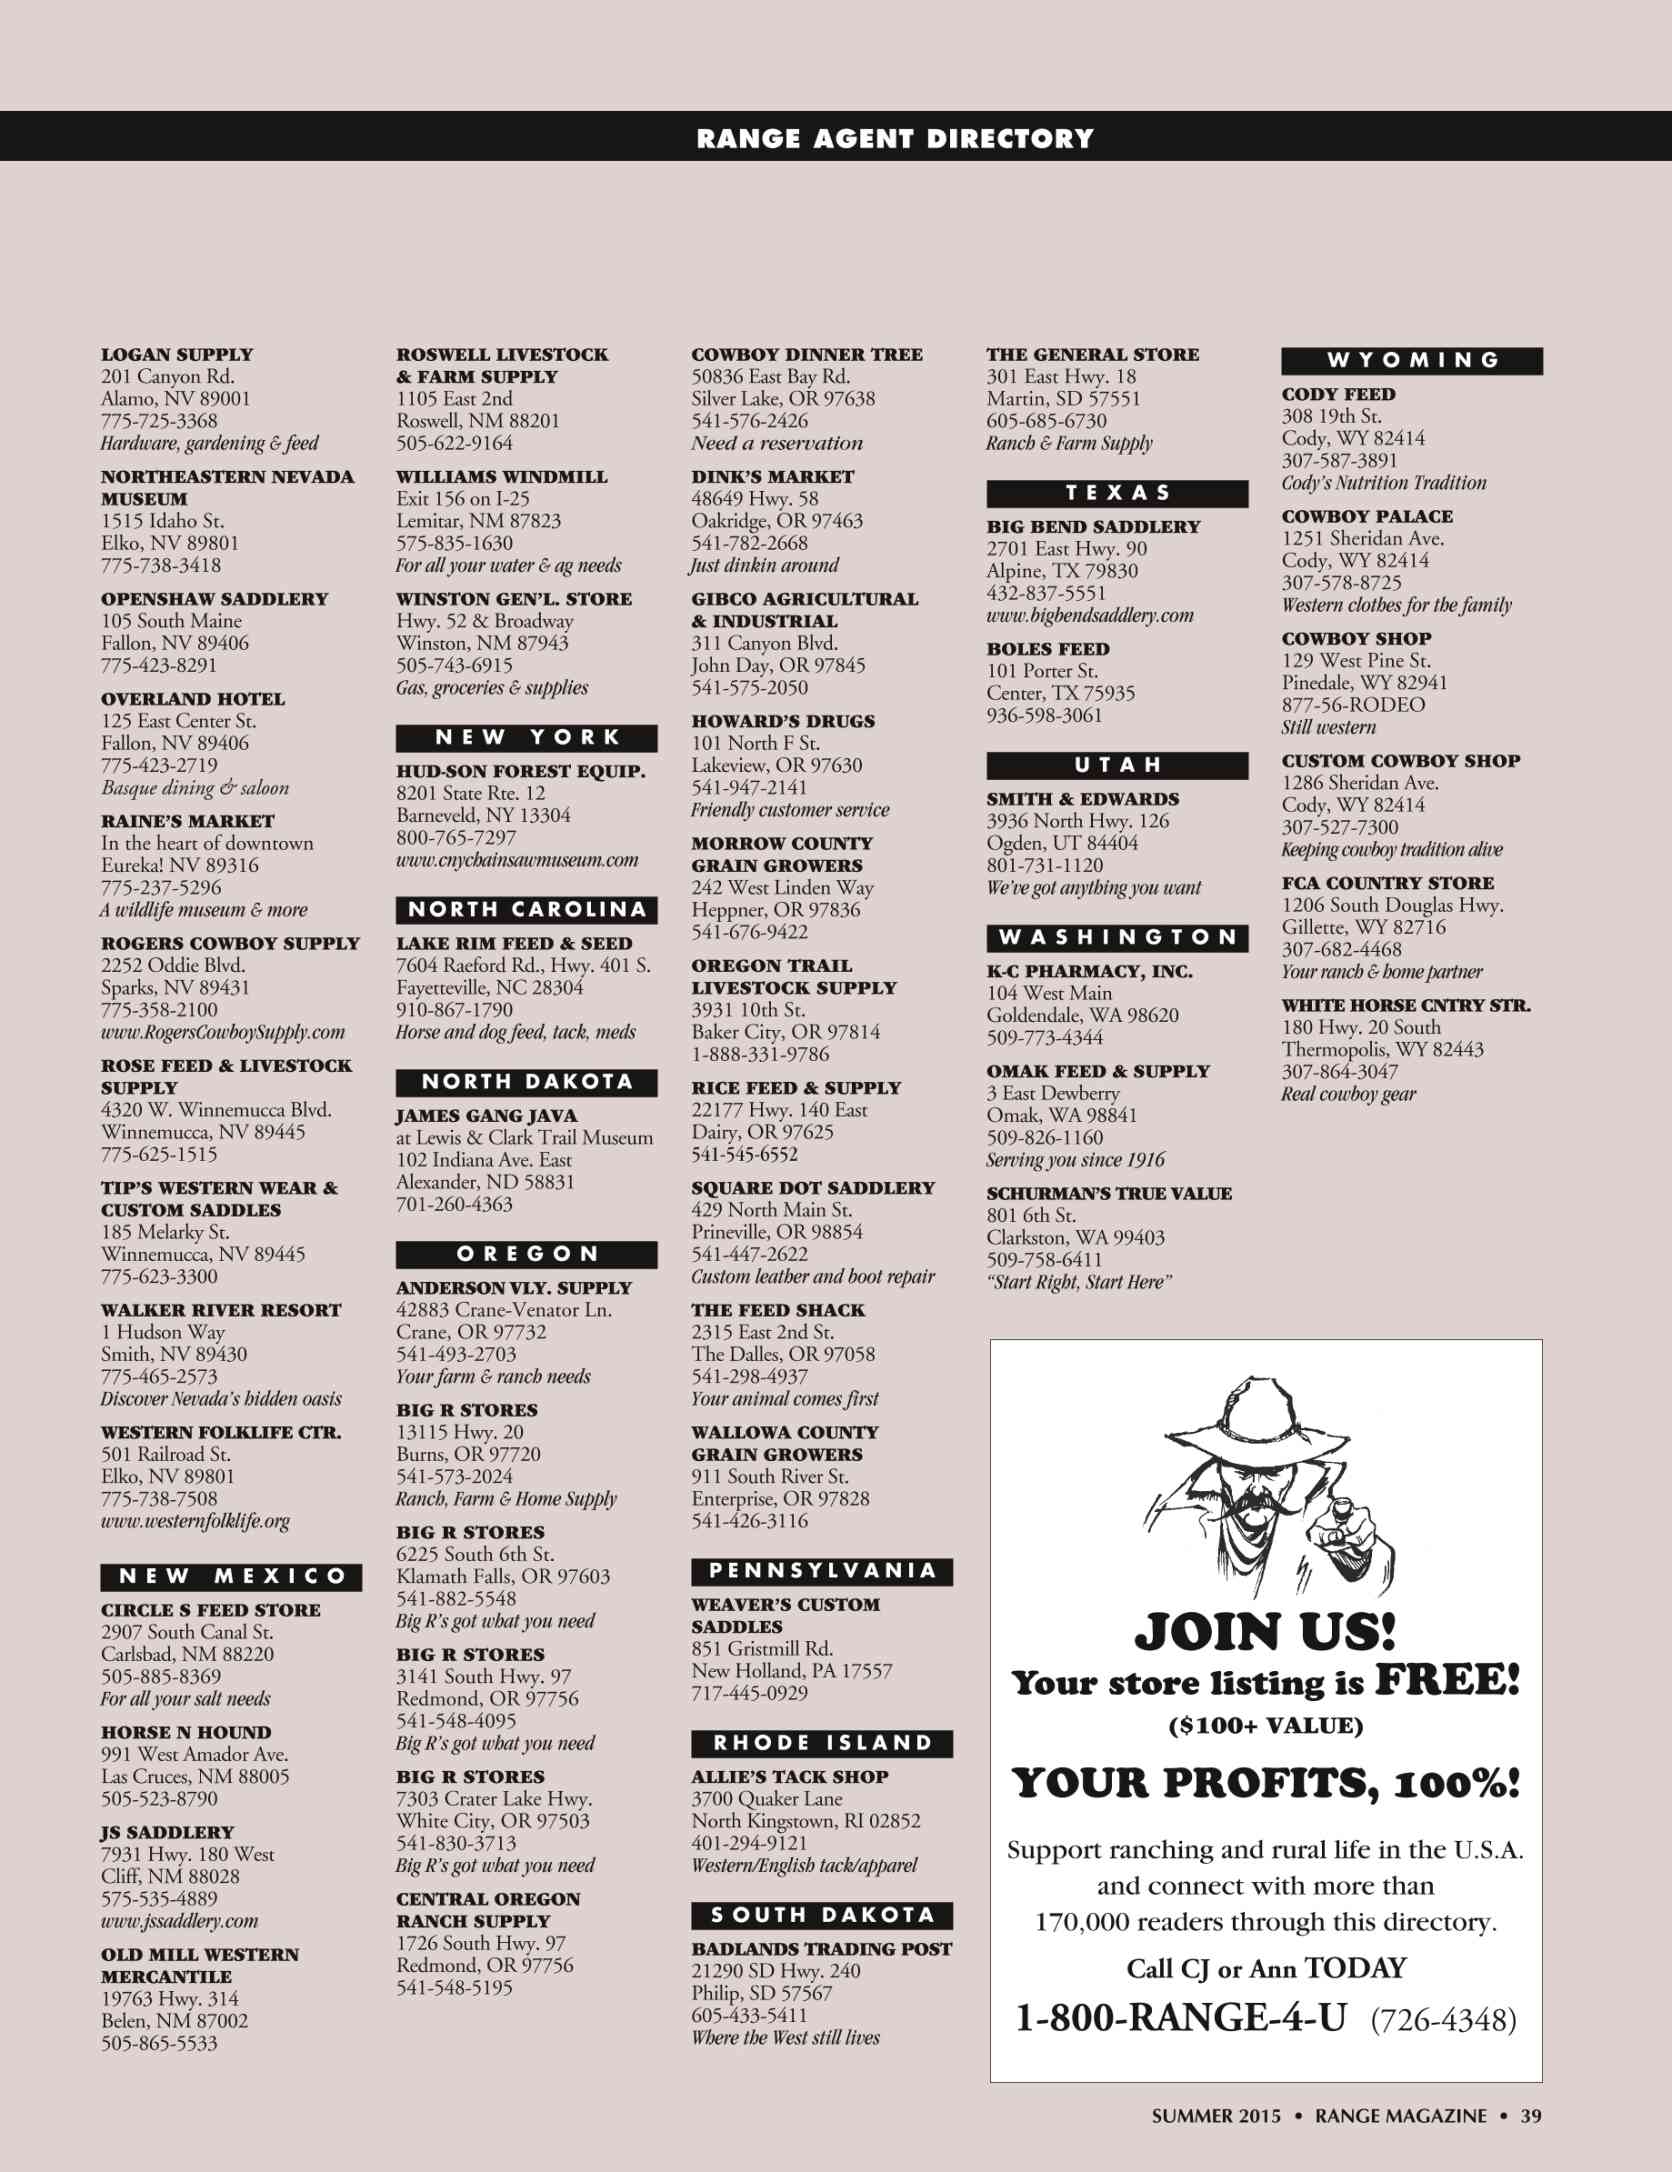 RANGE AGENT DIRECTORY
LOGAN SUPPLY
201 Canyon Rd.
Alamo, NV 89001
775-725-3368
Hardware, gardening & feed
NORTHEASTERN NEVADA
MUSEUM
1515 Idaho St.
Elko, NV 89801
775-738-3418
OPENSHAW SADDLERY
105 South Maine
Fallon, NV 89406
775-423-8291
OVERLAND HOTEL
125 East Center St.
Fallon, NV 89406
775-423-2719
Basque dining & saloon
RAINE'S MARKET
In the heart of downtown
Eureka! NV 89316
775-237-5296
A wildlife museum & more
ROGERS COWBOY SUPPLY
2252 Oddie Blvd.
Sparks, NV 89431
775-358-2100
www.RogersCowboySupply.com
ROSE FEED & LIVESTOCK
SUPPLY
4320 W. Winnemucca Blvd.
Winnemucca, NV 89445
775-625-1515
TIP'S WESTERN WEAR &
CUSTOM SADDLES
185 Melarky St.
Winnemucca, NV 89445
775-623-3300
WALKER RIVER RESORT
1 Hudson Way
Smith, NV 89430
775-465-2573
Discover Nevada's hidden oasis
WESTERN FOLKLIFE CTR.
501 Railroad St.
Elko, NV 89801
775-738-7508
www.westernfolklife.org
NEW MEXICO
CIRCLE S FEED STORE
2907 South Canal St.
Carlsbad, NM 88220
505-885-8369
For all your salt needs
HORSE N HOUND
991 West Amador Ave.
Las Cruces, NM 88005
505-523-8790
JS SADDLERY
7931 Hwy. 180 West
Cliff, NM 88028
575-535-4889
www.jssaddlery.com
OLD MILL WESTERN
MERCANTILE
19763 Hwy. 314
Belen, NM 87002
505-865-5533
ROSWELL LIVESTOCK
& FARM SUPPLY
1105 East 2nd
Roswell, NM 88201
505-622-9164
WILLIAMS WINDMILL
Exit 156 on I-25
Lemitar, NM 87823
575-835-1630
For all your water & ag needs
WINSTON GEN'L. STORE
Hwy. 52 & Broadway
Winston, NM 87943
505-743-6915
Gas, groceries & supplies
NEW YORK
HUD-SON FOREST EQUIP.
8201 State Rte. 12
Barneveld, NY 13304
800-765-7297
www.cnychainsawmuseum.com
NORTH CAROLINA
LAKE RIM FEED & SEED
7604 Raeford Rd., Hwy. 401 S.
Fayetteville, NC 28304
910-867-1790
Horse and dog feed, tack, meds
NORTH DAKOTA
JAMES GANG JAVA
at Lewis & Clark Trail Museum
102 Indiana Ave. East
Alexander, ND 58831
701-260-4363
OREGON
ANDERSON VLY. SUPPLY
42883 Crane-Venator Ln.
Crane, OR 97732
541-493-2703
Your farm & ranch needs
BIG R STORES
13115 Hwy. 20
Burns, OR 97720
541-573-2024
Ranch, Farm & Home Supply
BIG R STORES
6225 South 6th St.
Klamath Falls, OR 97603
541-882-5548
Big R's got what you need
BIG R STORES
3141 South Hwy. 97
Redmond, OR 97756
541-548-4095
Big R's got what you need
BIG R STORES
7303 Crater Lake Hwy.
White City, OR 97503
541-830-3713
Big R's got what you need
CENTRAL OREGON
RANCH SUPPLY
1726 South Hwy. 97
Redmond, OR 97756
541-548-5195
COWBOY DINNER TREE
50836 East Bay Rd.
Silver Lake, OR 97638
541-576-2426
Need a reservation
DINK'S MARKET
48649 Hwy. 58
Oakridge, OR 97463
541-782-2668
Just dinkin around
GIBCO AGRICULTURAL
& INDUSTRIAL
311 Canyon Blvd.
John Day, OR 97845
541-575-2050
HOWARD'S DRUGS
101 North F St.
Lakeview, OR 97630
541-947-2141
Friendly customer service
MORROW COUNTY
GRAIN GROWERS
242 West Linden Way
Heppner, OR 97836
541-676-9422
OREGON TRAIL
LIVESTOCK SUPPLY
3931 10th St.
Baker City, OR 97814
1-888-331-9786
RICE FEED & SUPPLY
22177 Hwy. 140 East
Dairy, OR 97625
541-545-6552
SQUARE DOT SADDLERY
429 North Main St.
Prineville, OR 98854
541-447-2622
Custom leather and boot repair
THE FEED SHACK
2315 East 2nd St.
The Dalles, OR 97058
541-298-4937
Your animal comes first
WALLOWA COUNTY
GRAIN GROWERS
911 South River St.
Enterprise, OR 97828
541-426-3116
PENNSYLVANIA
WEAVER'S CUSTOM
SADDLES
851 Gristmill Rd.
New Holland, PA 17557
717-445-0929
RHODE ISLAND
ALLIE'S TACK SHOP
3700 Quaker Lane
North Kingstown, RI 02852
401-294-9121
Western/English tack/apparel
SOUTH DAKOTA
BADLANDS TRADING POST
21290 SD Hwy. 240
Philip, SD 57567
605-433-5411
Where the West still lives
THE GENERAL STORE
301 East Hwy. 18
Martin, SD 57551
605-685-6730
Ranch & Farm Supply
TEXAS
BIG BEND SADDLERY
2701 East Hwy. 90
Alpine, TX 79830
432-837-5551
www.bigbendsaddlery.com
BOLES FEED
101 Porter St.
Center, TX 75935
936-598-3061
UTAH
SMITH & EDWARDS
3936 North Hwy. 126
Ogden, UT 84404
801-731-1120
We've got anything you want
WASHINGTON
K-C PHARMACY, INC.
104 West Main
Goldendale, WA 98620
509-773-4344
OMAK FEED & SUPPLY
3 East Dewberry
Omak, WA 98841
509-826-1160
Serving you since 1916
SCHURMAN'S TRUE VALUE
801 6th St.
Clarkston, WA 99403
509-758-6411
“Start Right, Start Here”
WYOMING
CODY FEED
308 19th St.
Cody, WY 82414
307-587-3891
Cody's Nutrition Tradition
COWBOY PALACE
1251 Sheridan Ave.
Cody, WY 82414
307-578-8725
Western clothes for the family
COWBOY SHOP
129 West Pine St.
Pinedale, WY 82941
877-56-RODEO
Still western
CUSTOM COWBOY SHOP
1286 Sheridan Ave.
Cody, WY 82414
307-527-7300
Keeping cowboy tradition alive
FCA COUNTRY STORE
1206 South Douglas Hwy.
Gillette, WY 82716
307-682-4468
Your ranch & home partner
WHITE HORSE CNTRY STR.
180 Hwy. 20 South
Thermopolis, WY 82443
307-864-3047
Real cowboy gear
JOIN US!
Your store listing is FREE!
($100+ VALUE)
YOUR PROFITS, 100%!
Support ranching and rural life in the U.S.A.
and connect with more than
170,000 readers through this directory.
Call CJ or Ann TODAY
1-800-RANGE-4-U (726-4348)
SUMMER 2015 • RANGE MAGAZINE • 39